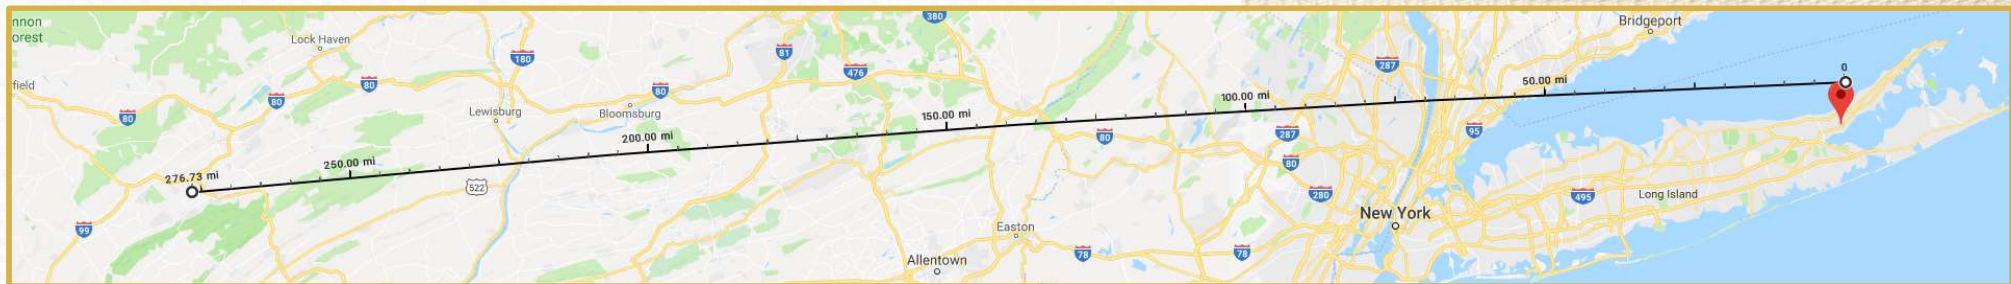 nnon
orest
Lock Haven
380
Bridgeport
180
81
287
field
80
80
476
0
50.00 mi
100.00 mi
80
Lewisburg
80
Bloomsburg
150.00 mi
80
287
95
200.00 mi
250.00 mi
80
276.73 mi
522
280
495
Long Island
New York
99
Easton
78
78
Allentown